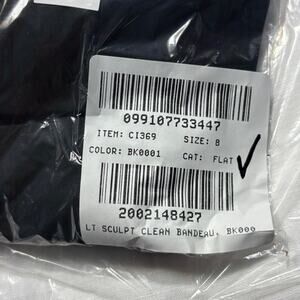 099107733447
ITEM: CI369 SIZE: 8
COLOR: BK0001 CAT: FLAT
2002148427
LT SCULPT CLEAN BANDEAU, BK000